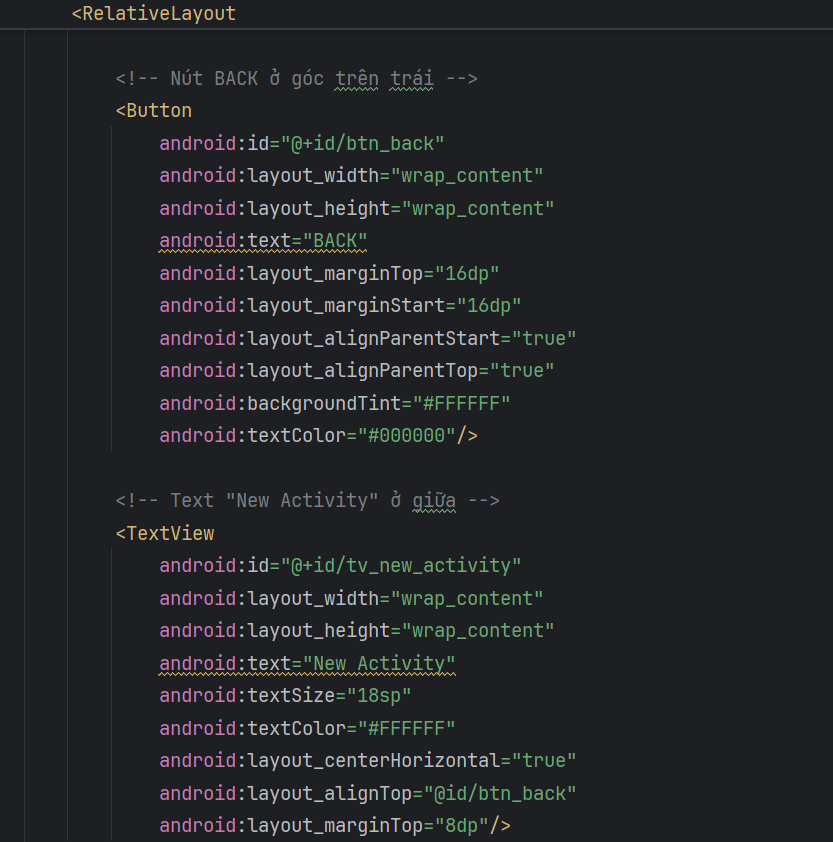 <RelativeLayout
<!-- Nút BACK ở góc trên trái -->
<Button
android:id="@+id/btn_back"
android:layout_width="wrap_content"
android:layout_height="wrap_content"
android:text="BACK"
android:layout_marginTop="16dp"
android:layout_marginStart="16dp"
android:layout_alignParentStart="true"
android:layout_alignParentTop="true"
android:backgroundTint="#FFFFFF"
android:textColor="#000000"/>
<!-- Text "New Activity" ở giữa -->
<TextView
android:id="@+id/tv_new_activity"
android:layout_width="wrap_content"
android:layout_height="wrap_content"
android:text="New Activity"
android:textSize="18sp"
android:textColor="#FFFFFF"
android:layout_centerHorizontal="true"
android:layout_alignTop="@id/btn_back"
android:layout_marginTop="8dp"/>